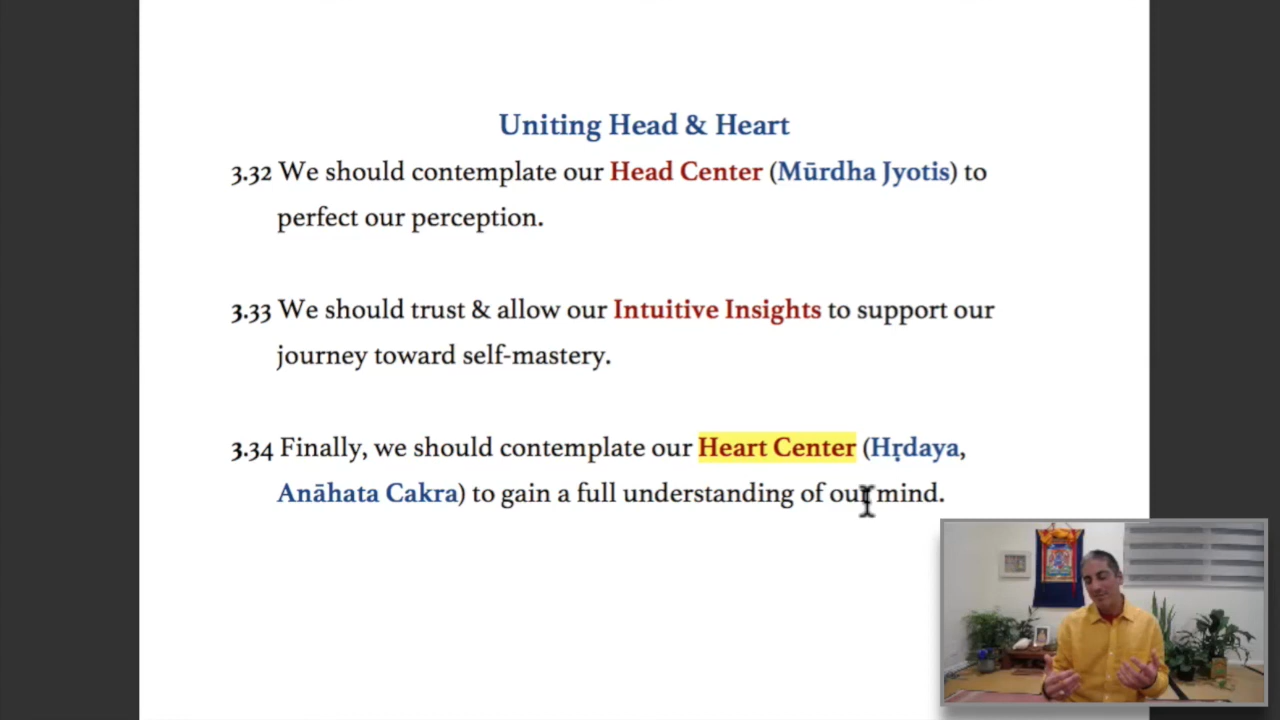 Uniting Head & Heart
3.32 We should contemplate our Head Center (Mūrdha Jyotis) to
perfect our perception.
3.33 We should trust & allow our Intuitive Insights to support our
journey toward self-mastery.
3.34 Finally, we should contemplate our Heart Center (Hṛdaya,
Anāhata Cakra) to gain a full understanding of our mind.